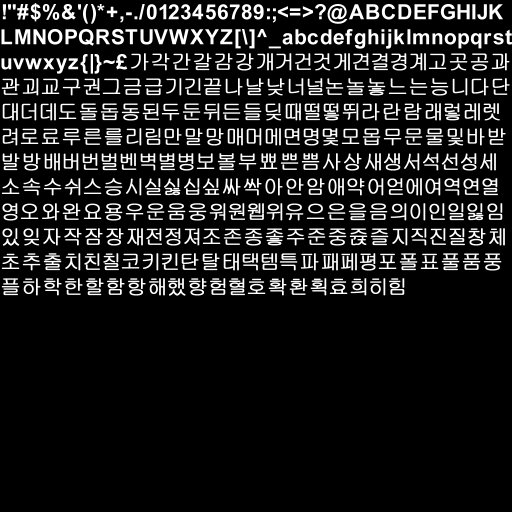 !"#$%&'()*+,-./0123456789:;<=>?@ABCDEFGHIJK
LMNOPQRSTUVWXYZ[\]^_abcdefghijklmnopqrst
uvwxyz{|}~£가각간갈감강개거건것게견결경계고곳공과
관괴교구권그금급기긴끝나날낮너널논놀놓느는능니다단
대더데도돌돕동된두둔뒤든들딪때떨떻뛰라란람래렇레렛
려로료루른를리림만말망매머메면명몇모몹무문물및바받
발방배버번벌벤벽별병보볼부뾰쁜쁨사상새생서석선성세
소속수쉬스승시실싫십싶싸싹아안암애약어얻에여역연열
영오와완요용우운움웅워원웹위유으은을음의이인일잃임
있잊자작잠장재전정져조존종좋주준중줁즐지직진질창체
초추출치친칠코키킨탄탈태택템특파패페평포폴표풀품풍
플하학한할함항해했향험혈호확환획효희히힘